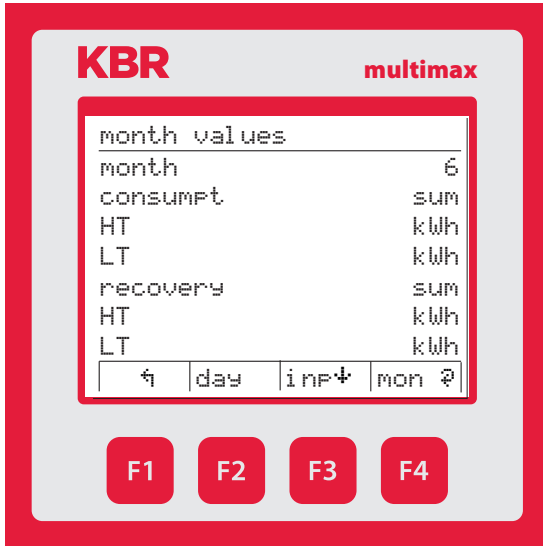 KBR multimax
month values
month 6
consumpt sum
HT kWh
LT kWh
recovery sum
HT kWh
LT kWh
day inp mon
F1 F2 F3 F4